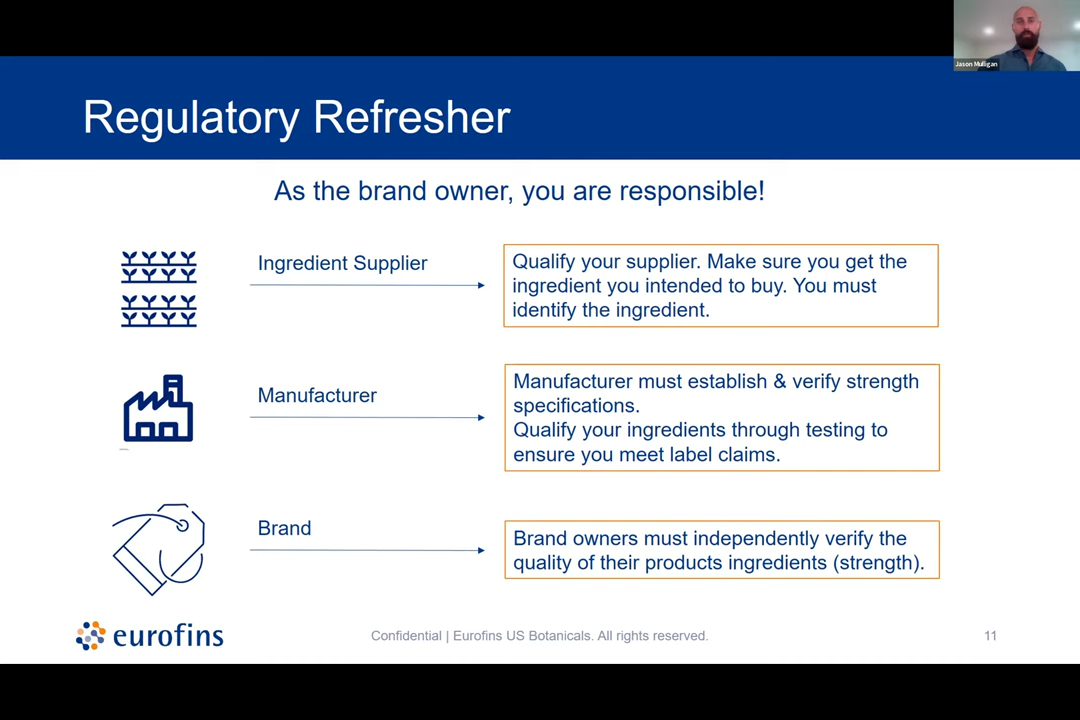 Jason Mulligan
Regulatory Refresher
As the brand owner, you are responsible!
Ingredient Supplier
Qualify your supplier. Make sure you get the
ingredient you intended to buy. You must
identify the ingredient.
Manufacturer
Manufacturer must establish & verify strength
specifications.
Qualify your ingredients through testing to
ensure you meet label claims.
Brand
Brand owners must independently verify the
quality of their products ingredients (strength).
eurofins
Confidential | Eurofins US Botanicals. All rights reserved.
11